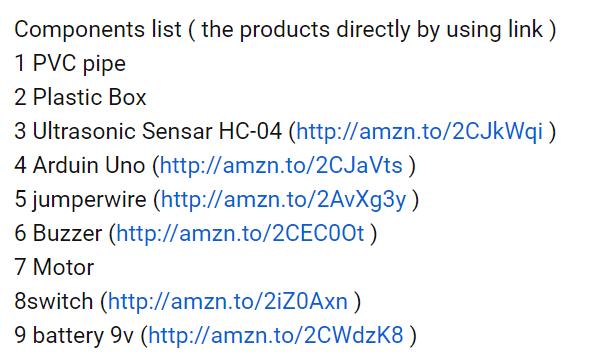 Components list ( the products directly by using link )
1 PVC pipe
2 Plastic Box
3 Ultrasonic Sensar HC-04 (http://amzn.to/2CJkWqi )
4 Arduin Uno (http://amzn.to/2CJaVts )
5 jumperwire (http://amzn.to/2AvXg3y )
6 Buzzer (http://amzn.to/2CEC0Ot )
7 Motor
8switch (http://amzn.to/2iZ0Axn )
9 battery 9v (http://amzn.to/2CWdzK8 )